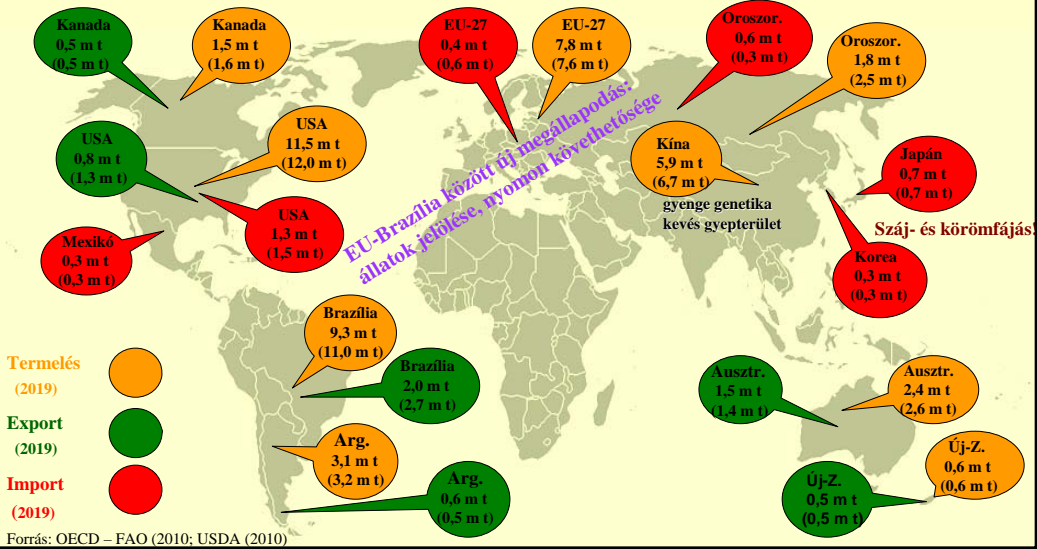 Kanada
0,5 m t
(0,5 m t)
Kanada
1,5 m t
(1,6 m t)
EU-27
0,4 m t
(0,6 m t)
EU-27
7,8 m t
(7,6 m t)
Oroszor.
0,6 m t
(0,3 m t)
Oroszor.
1,8 m t
(2,5 m t)
USA
0,8 m t
(1,3 m t)
USA
11,5 m t
(12,0 m t)
USA
1,3 m t
(1,5 m t)
Mexikó
0,3 m t
(0,3 m t)
EU-Brazília között új megállapodás:
állatok jelölése, nyomon követhetősége
Kína
5,9 m t
(6,7 m t)
gyenge genetika
kevés gyepterület
Japán
0,7 m t
(0,7 m t)
Száj- és körömfájás!
Korea
0,3 m t
(0,3 m t)
Brazília
9,3 m t
(11,0 m t)
Brazília
2,0 m t
(2,7 m t)
Arg.
3,1 m t
(3,2 m t)
Arg.
0,6 m t
(0,5 m t)
Ausztr.
1,5 m t
(1,4 m t)
Ausztr.
2,4 m t
(2,6 m t)
Új-Z.
0,6 m t
(0,6 m t)
Új-Z.
0,5 m t
(0,5 m t)
Termelés
(2019)
Export
(2019)
Import
(2019)
Forrás: OECD – FAO (2010; USDA (2010)